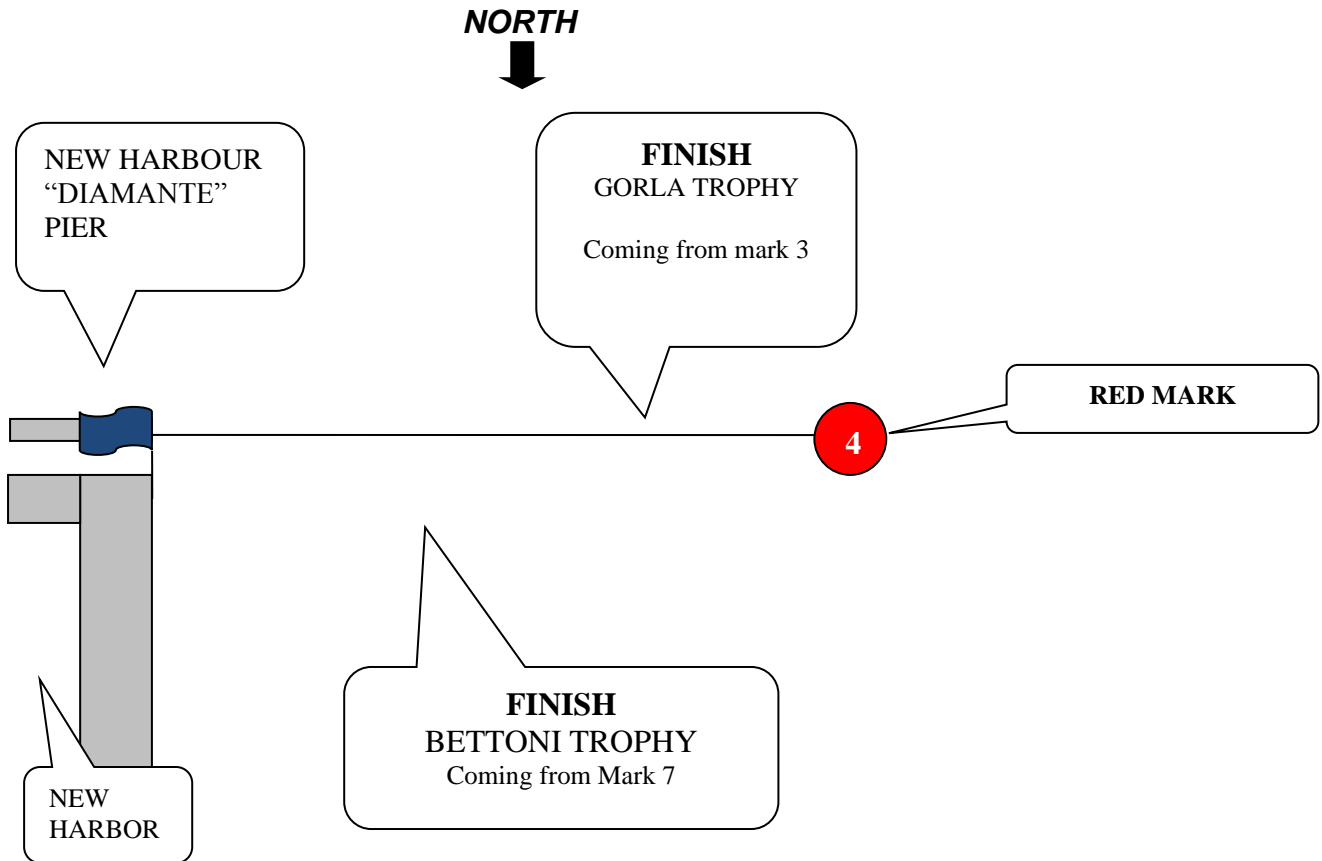 NORTH
NEW HARBOUR
“DIAMANTE”
PIER
FINISH
GORLA TROPHY
Coming from mark 3
RED MARK
4
FINISH
BETTONI TROPHY
Coming from Mark 7
NEW
HARBOR